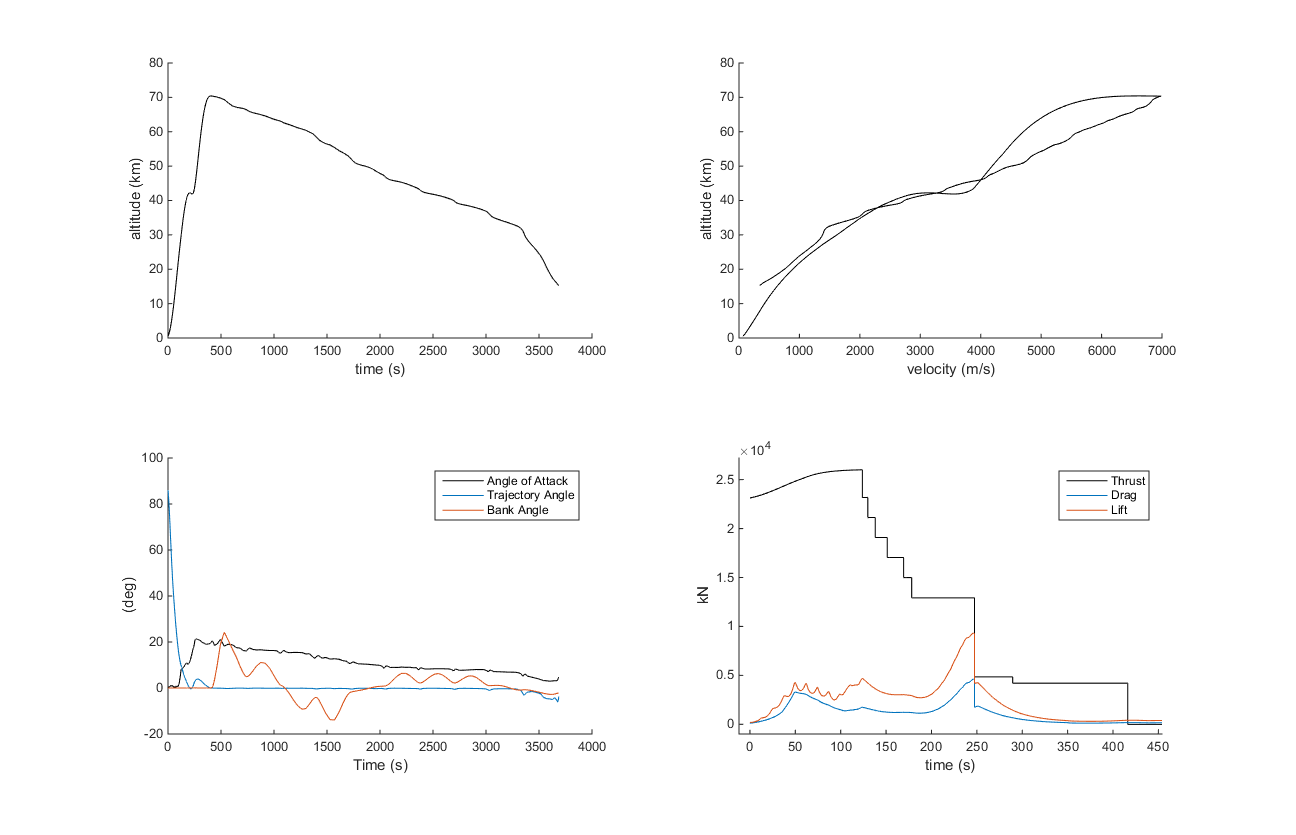 80
70
60
50
40
30
20
10
0
altitude (km)
0 500 1000 1500 2000 2500 3000 3500 4000
time (s)
80
70
60
50
40
30
20
10
0
altitude (km)
0 1000 2000 3000 4000 5000 6000 7000
velocity (m/s)
100
80
60
40
20
0
-20
(deg)
Angle of Attack
Trajectory Angle
Bank Angle
0 500 1000 1500 2000 2500 3000 3500 4000
Time (s)
× 10^4
2.5
2
1.5
1
0.5
0
kN
Thrust
Drag
Lift
0 50 100 150 200 250 300 350 400 450
time (s)